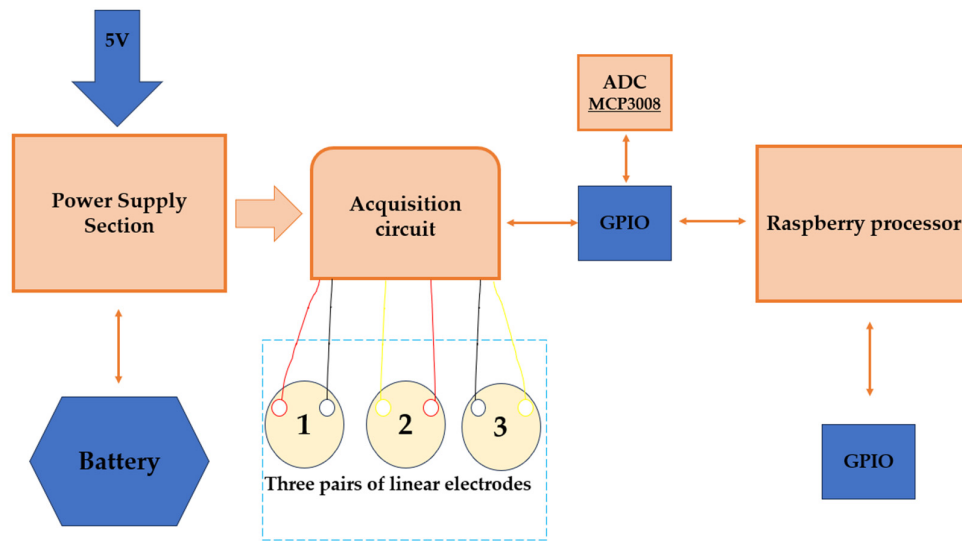 5V
ADC
MCP3008
Power Supply
Section
Acquisition
circuit
GPIO
Raspberry processor
1
2
3
Three pairs of linear electrodes
Battery
GPIO